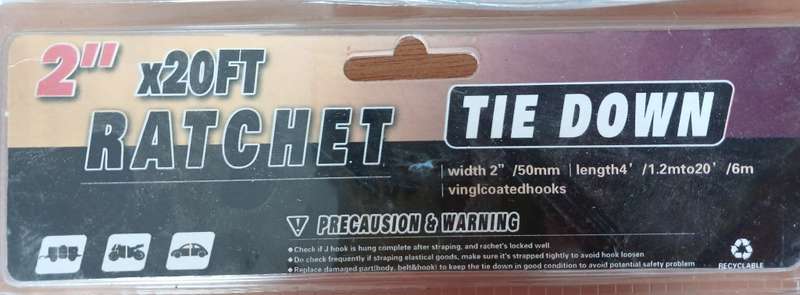 2" x20FT
RATCHET
TIE DOWN
width 2" /50mm | length4' /1.2mto20' /6m
vinglcoatedhooks
PRECAUSION & WARNING
●Check if J hook is hung complete after straping, and rachet's locked well
●Do check frequently if straping elastical goods, make sure it's strapped tightly to avoid hook loosen
●Replace damaged part(body, belt&hook) to keep the tie down in good condition to avoid potential safety problem
RECYCLABLE